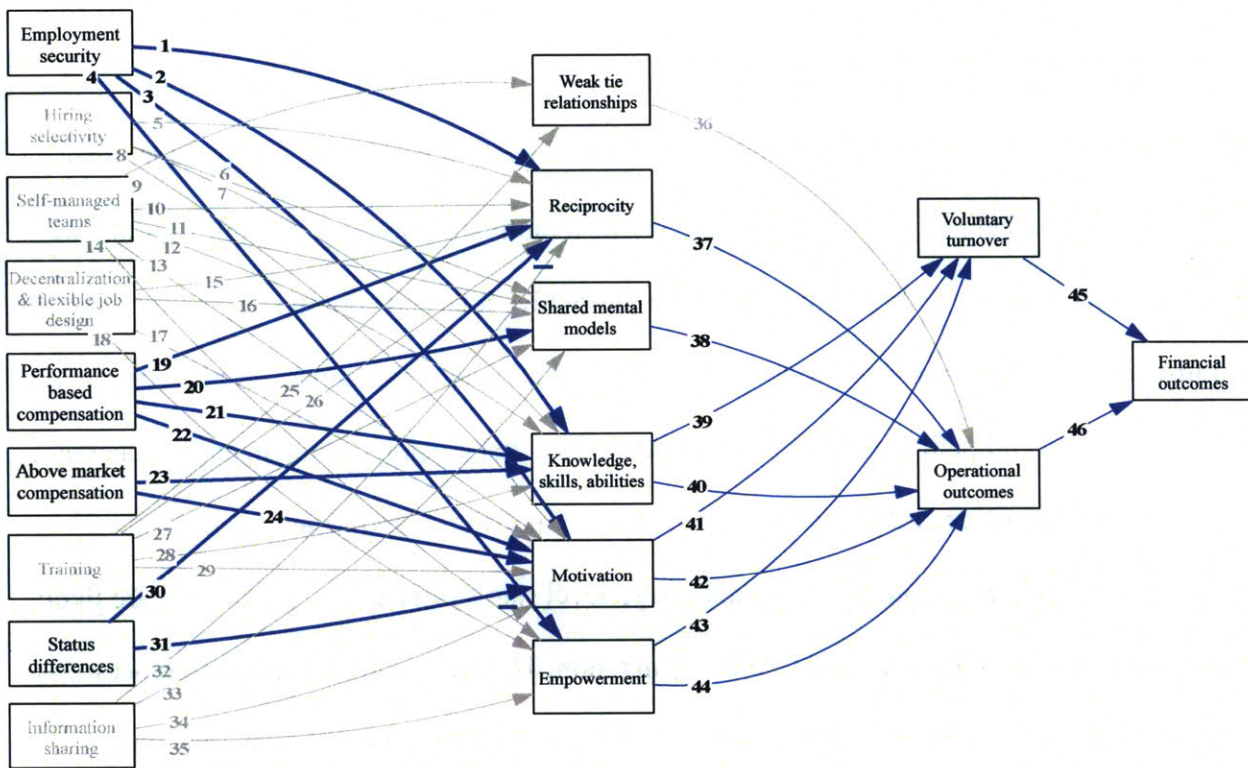 Employment
security
Hiring
selectivity
Self-managed
teams
Decentralization
& flexible job
design
Performance
based
compensation
Above market
compensation
Training
Status
differences
Information
sharing
1
2
3
4
5
6
7
8
9
10
11
12
13
14
15
16
17
18
19
20
21
22
23
24
25
26
27
28
29
30
31
32
33
34
35
Weak tie
relationships
Reciprocity
Shared mental
models
Knowledge,
skills, abilities
Motivation
Empowerment
36
37
38
39
40
41
42
43
44
Voluntary
turnover
Operational
outcomes
45
46
Financial
outcomes